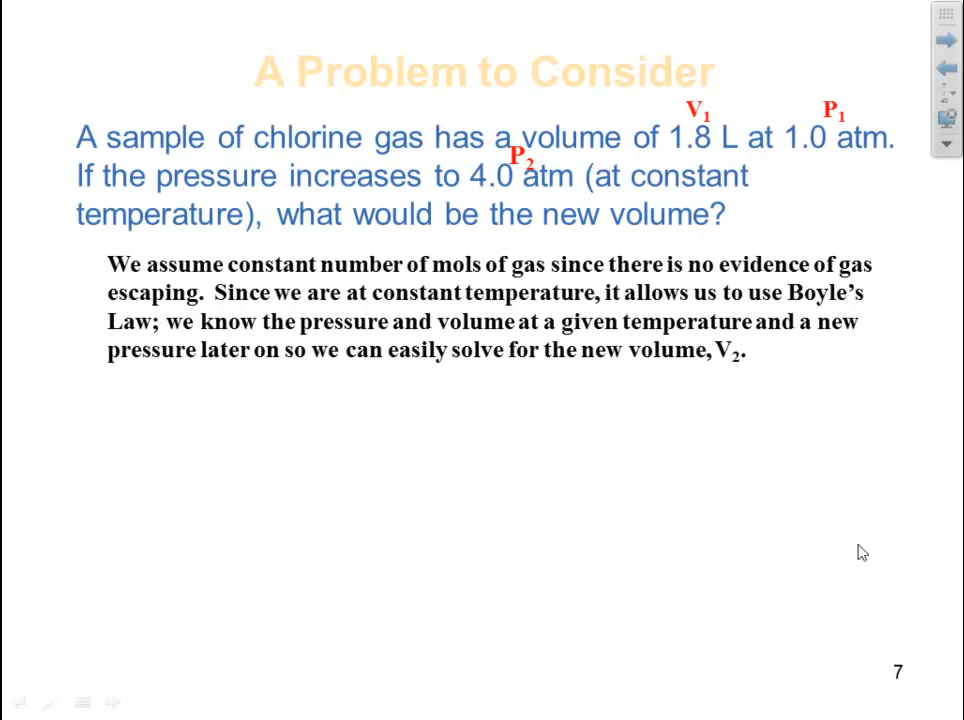 A Problem to Consider
V₁ P₁
A sample of chlorine gas has a volume of 1.8 L at 1.0 atm.
P₂
If the pressure increases to 4.0 atm (at constant
temperature), what would be the new volume?
We assume constant number of mols of gas since there is no evidence of gas
escaping. Since we are at constant temperature, it allows us to use Boyle’s
Law; we know the pressure and volume at a given temperature and a new
pressure later on so we can easily solve for the new volume, V₂.
7